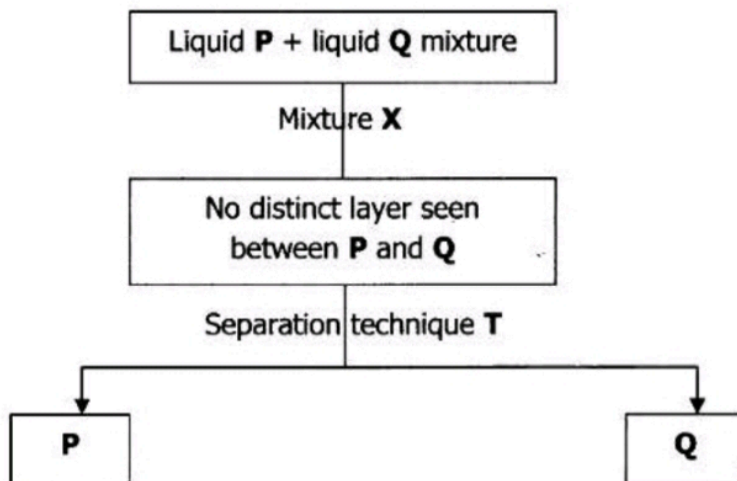 Liquid P + liquid Q mixture
Mixture X
No distinct layer seen
between P and Q
Separation technique T
P
Q